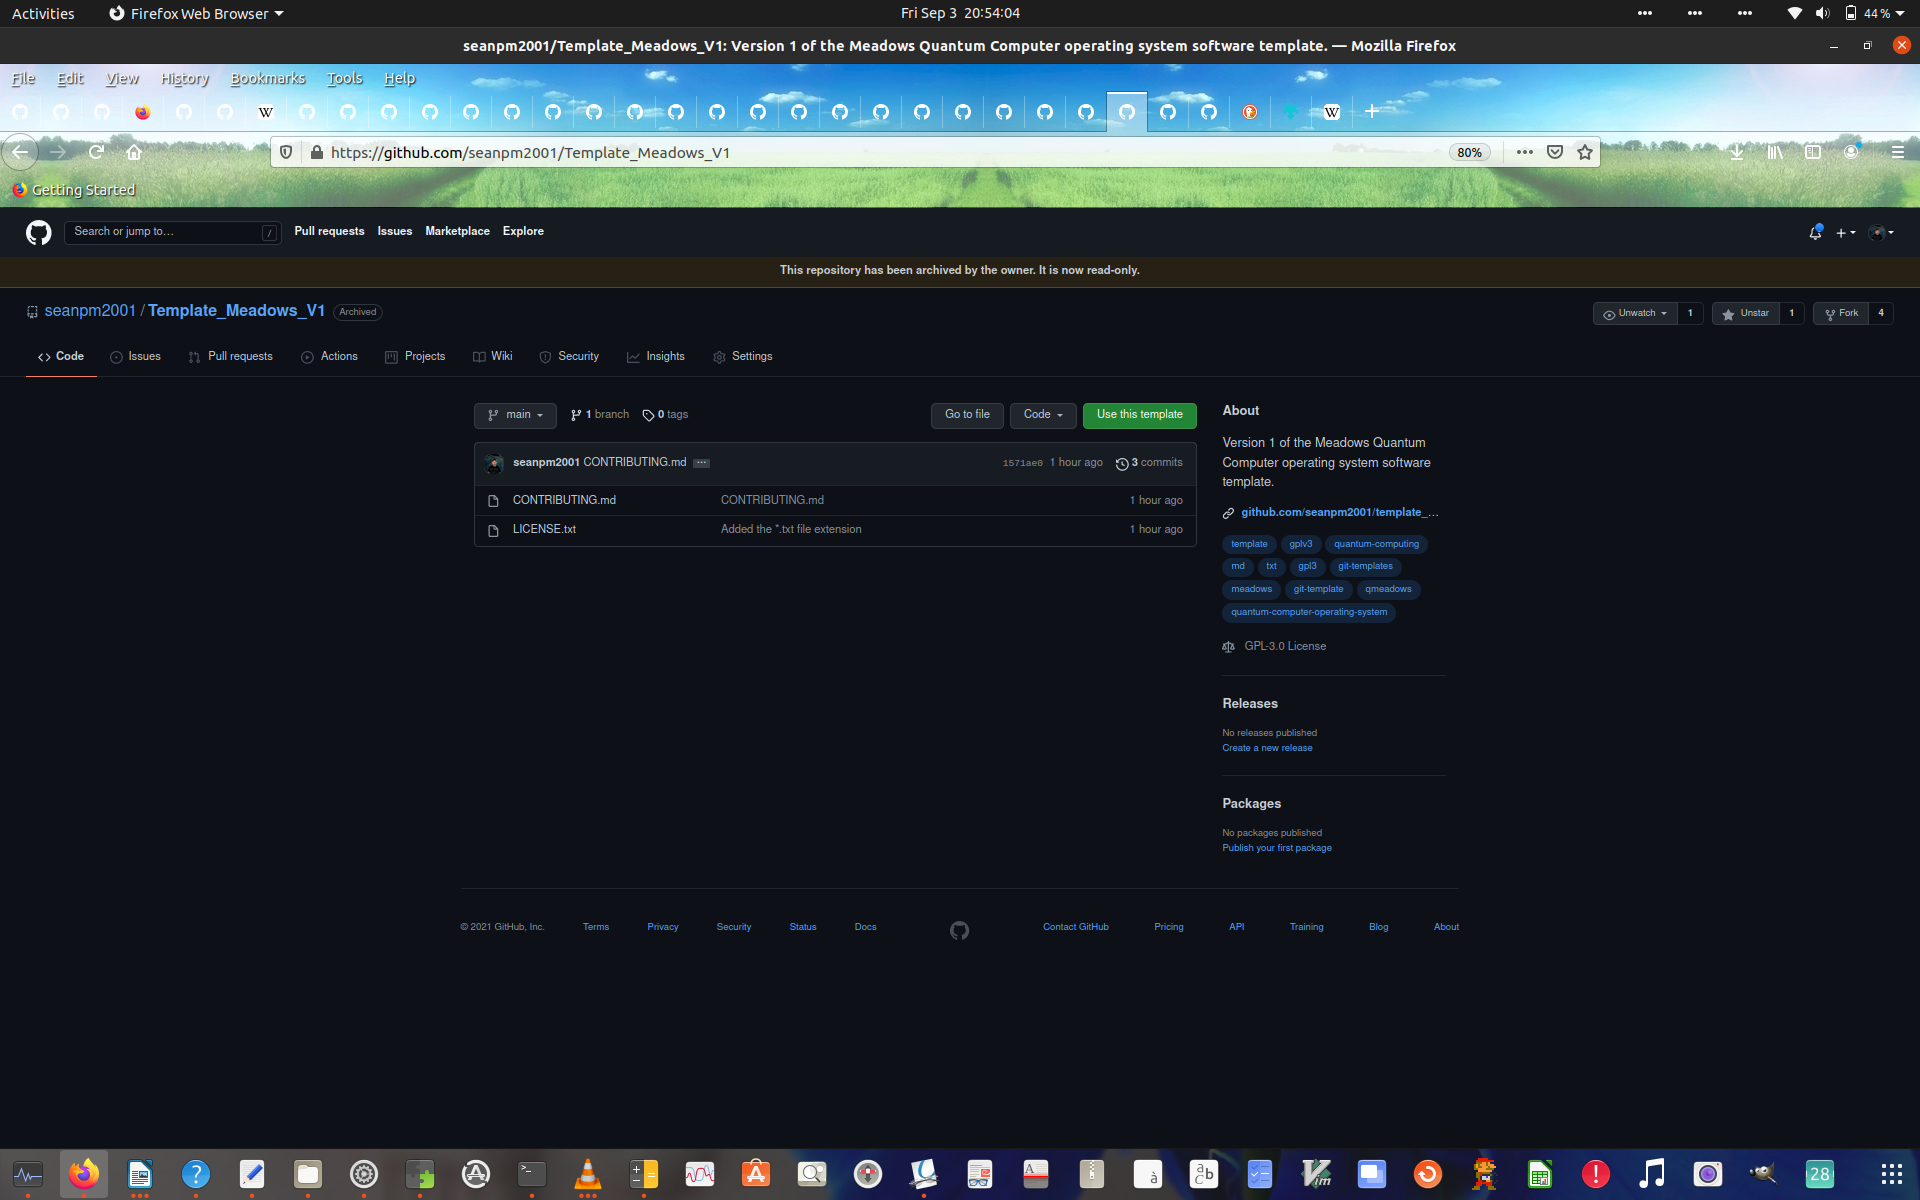 Activities Firefox Web Browser Fri Sep 3 20:54:04 44 %
seanpm2001/Template_Meadows_V1: Version 1 of the Meadows Quantum Computer operating system software template. — Mozilla Firefox
File Edit View History Bookmarks Tools Help
https://github.com/seanpm2001/Template_Meadows_V1 80%
Getting Started
Search or jump to… / Pull requests Issues Marketplace Explore
This repository has been archived by the owner. It is now read-only.
seanpm2001 / Template_Meadows_V1 Archived Unwatch 1 Unstar 1 Fork 4
Code Issues Pull requests Actions Projects Wiki Security Insights Settings
main 1 branch 0 tags Go to file Code Use this template
seanpm2001 CONTRIBUTING.md 1571ae0 1 hour ago 3 commits
CONTRIBUTING.md CONTRIBUTING.md 1 hour ago
LICENSE.txt Added the *.txt file extension 1 hour ago
About
Version 1 of the Meadows Quantum
Computer operating system software
template.
github.com/seanpm2001/template_…
template gplv3 quantum-computing
md txt gpl3 git-templates
meadows git-template qmeadows
quantum-computer-operating-system
GPL-3.0 License
Releases
No releases published
Create a new release
Packages
No packages published
Publish your first package
© 2021 GitHub, Inc. Terms Privacy Security Status Docs Contact GitHub Pricing API Training Blog About
28